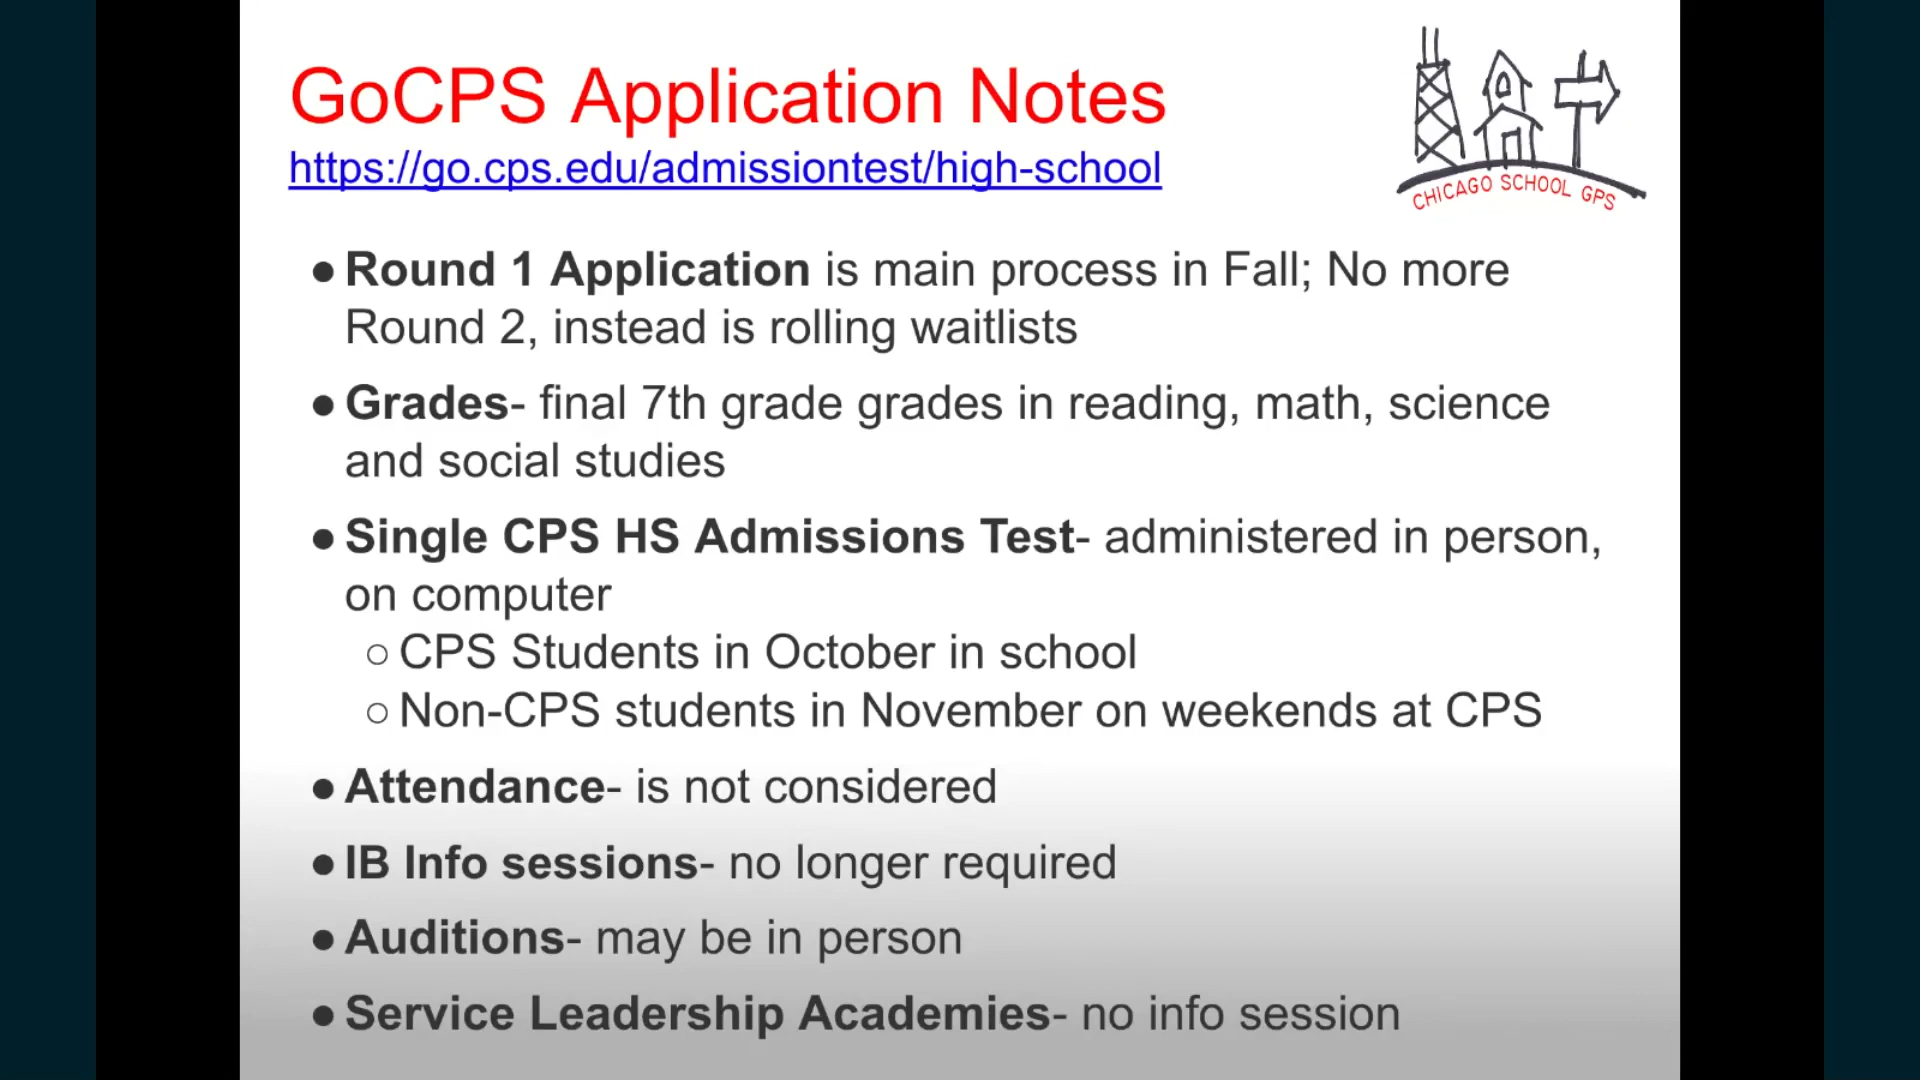 GoCPS Application Notes
https://go.cps.edu/admissiontest/high-school
CHICAGO SCHOOL GPS
● Round 1 Application is main process in Fall; No more
Round 2, instead is rolling waitlists
● Grades- final 7th grade grades in reading, math, science
and social studies
● Single CPS HS Admissions Test- administered in person,
on computer
○ CPS Students in October in school
○ Non-CPS students in November on weekends at CPS
● Attendance- is not considered
● IB Info sessions- no longer required
● Auditions- may be in person
● Service Leadership Academies- no info session